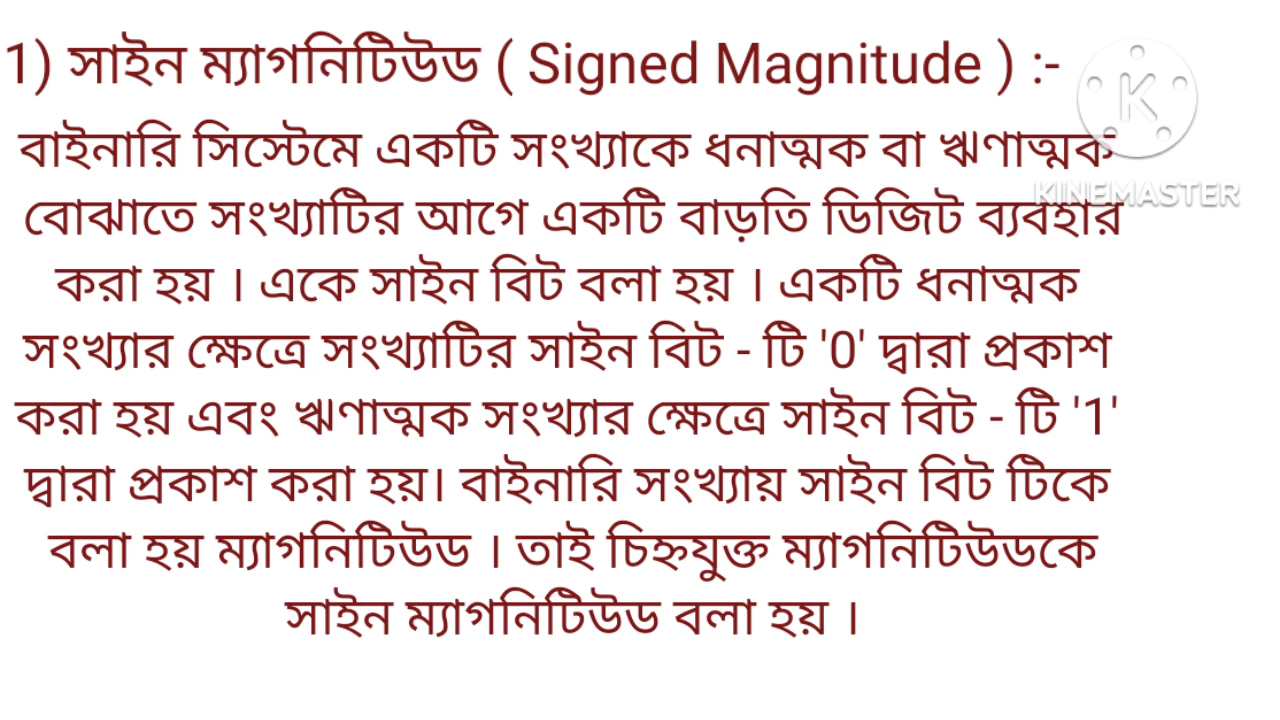 1) সাইন ম্যাগনিটিউড ( Signed Magnitude ) :-
বাইনারি সিস্টেমে একটি সংখ্যাকে ধনাত্মক বা ঋণাত্মক
বোঝাতে সংখ্যাটির আগে একটি বাড়তি ডিজিট ব্যবহার
করা হয় । একে সাইন বিট বলা হয় । একটি ধনাত্মক
সংখ্যার ক্ষেত্রে সংখ্যাটির সাইন বিট - টি '0' দ্বারা প্রকাশ
করা হয় এবং ঋণাত্মক সংখ্যার ক্ষেত্রে সাইন বিট - টি '1'
দ্বারা প্রকাশ করা হয়। বাইনারি সংখ্যায় সাইন বিট টিকে
বলা হয় ম্যাগনিটিউড । তাই চিহ্নযুক্ত ম্যাগনিটিউডকে
সাইন ম্যাগনিটিউড বলা হয় ।
K
KINEMASTER